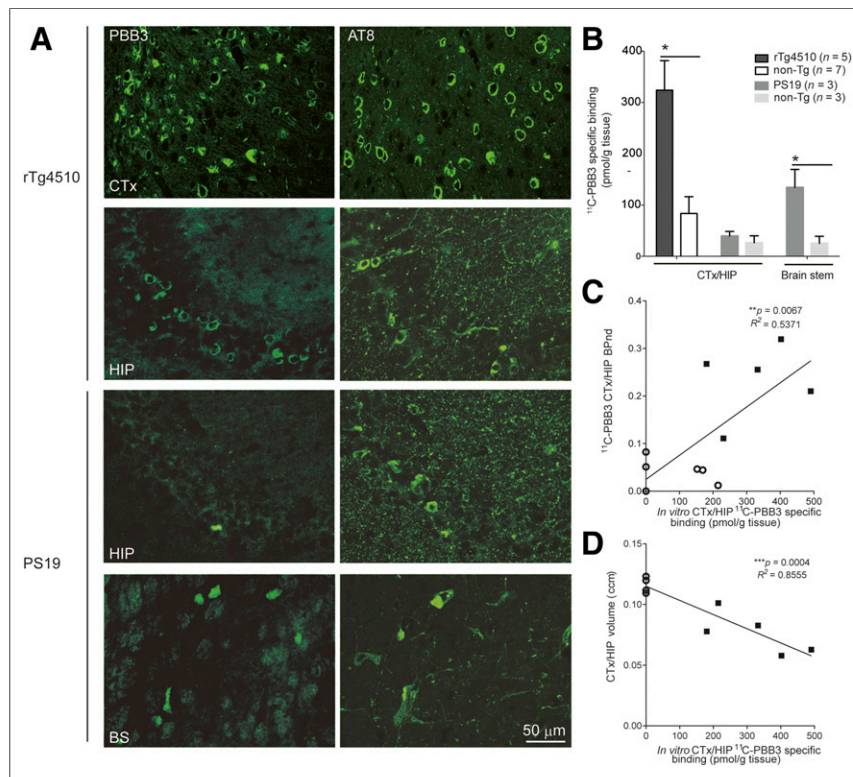 A
PBB3
AT8
rTg4510
CTx
HIP
PS19
HIP
BS
50 μm
B
¹¹C-PBB3 specific binding
(pmol/g tissue)
400
300
200
100
0
*
*
rTg4510 (n = 5)
non-Tg (n = 7)
PS19 (n = 3)
non-Tg (n = 3)
CTx/HIP
Brain stem
C
¹¹C-PBB3 CTx/HIP BPnd
0.4
0.3
0.2
0.1
0.0
**p = 0.0067
R² = 0.5371
0 100 200 300 400 500
In vitro CTx/HIP ¹¹C-PBB3 specific
binding (pmol/g tissue)
D
CTx/HIP volume (ccm)
0.15
0.10
0.05
0.00
***p = 0.0004
R² = 0.8555
0 100 200 300 400 500
In vitro CTx/HIP ¹¹C-PBB3 specific
binding (pmol/g tissue)